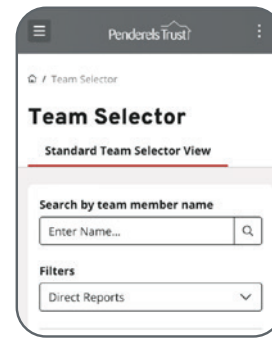 Penderels Trust
/ Team Selector
Team Selector
Standard Team Selector View
Search by team member name
Enter Name...
Filters
Direct Reports